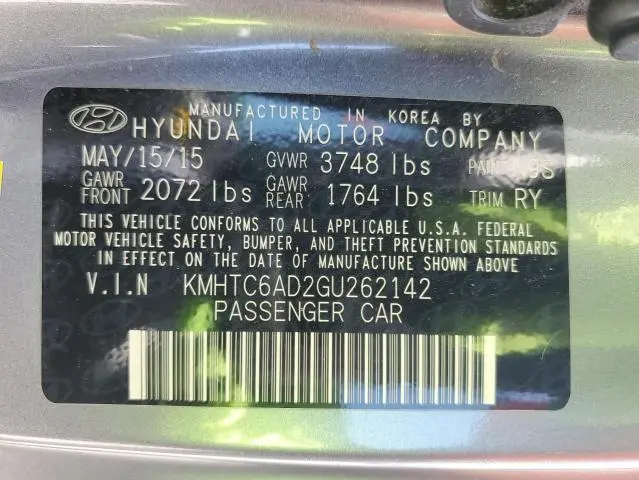 MANUFACTURED IN KOREA BY
HYUNDAI MOTOR COMPANY
MAY/15/15 GVWR 3748 lbs PAINT
GAWR FRONT 2072 lbs GAWR REAR 1764 lbs TRIM RY
THIS VEHICLE CONFORMS TO ALL APPLICABLE U.S.A. FEDERAL
MOTOR VEHICLE SAFETY, BUMPER, AND THEFT PREVENTION STANDARDS
IN EFFECT ON THE DATE OF MANUFACTURE SHOWN ABOVE
V.I.N KMHTC6AD2GU262142
PASSENGER CAR